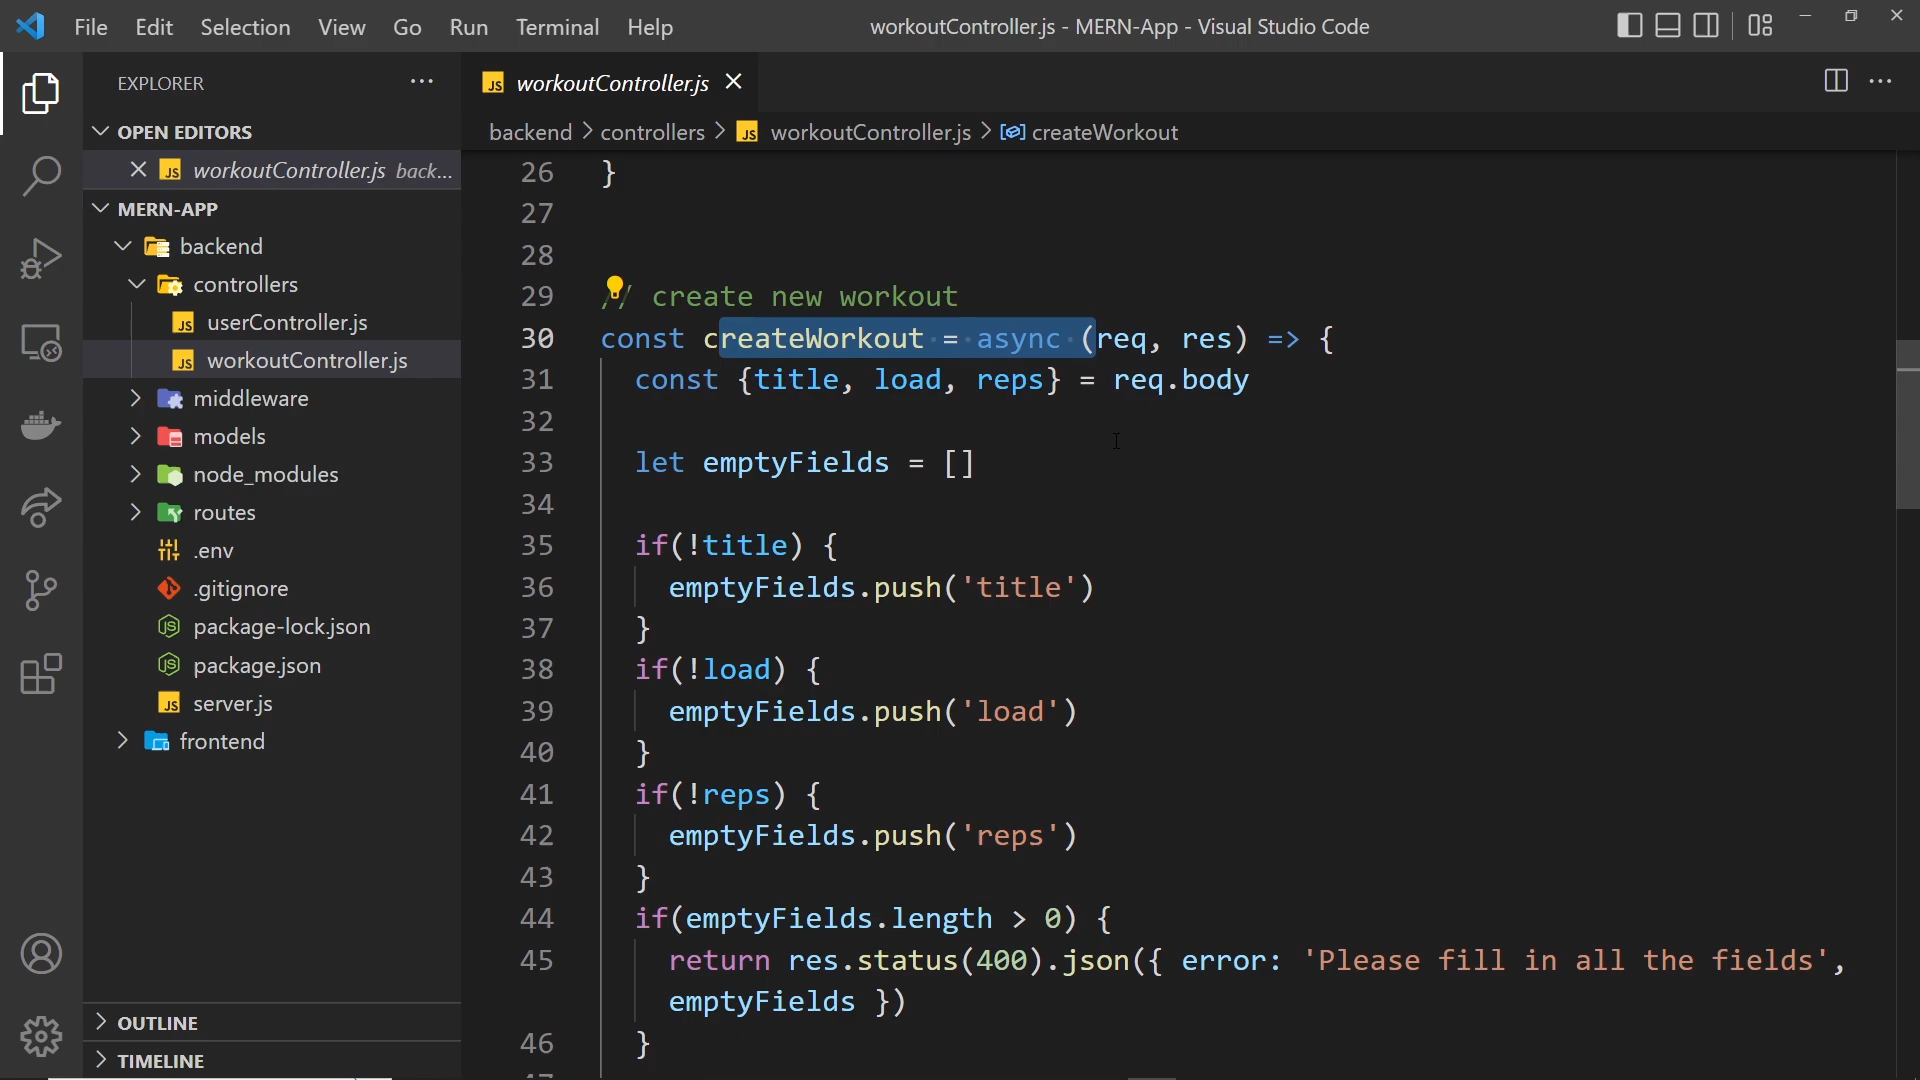 File Edit Selection View Go Run Terminal Help
workoutController.js - MERN-App - Visual Studio Code
EXPLORER
OPEN EDITORS
workoutController.js back...
MERN-APP
backend
controllers
userController.js
workoutController.js
middleware
models
node_modules
routes
.env
.gitignore
package-lock.json
package.json
server.js
frontend
OUTLINE
TIMELINE
JS workoutController.js
backend > controllers > JS workoutController.js > createWorkout
26 }
27
28
29 // create new workout
30 const createWorkout = async (req, res) => {
31 const {title, load, reps} = req.body
32
33 let emptyFields = []
34
35 if(!title) {
36 emptyFields.push('title')
37 }
38 if(!load) {
39 emptyFields.push('load')
40 }
41 if(!reps) {
42 emptyFields.push('reps')
43 }
44 if(emptyFields.length > 0) {
45 return res.status(400).json({ error: 'Please fill in all the fields',
emptyFields })
46 }